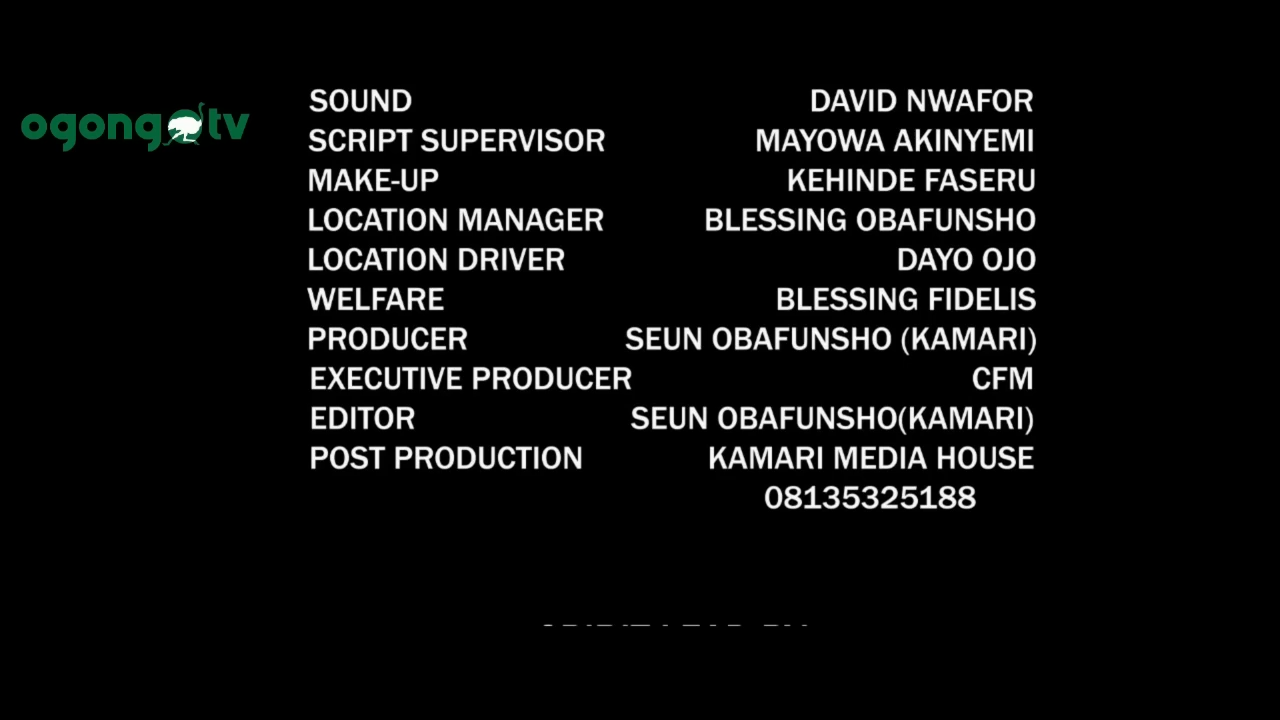 ogongotv
SOUND DAVID NWAFOR
SCRIPT SUPERVISOR MAYOWA AKINYEMI
MAKE-UP KEHINDE FASERU
LOCATION MANAGER BLESSING OBAFUNSHO
LOCATION DRIVER DAYO OJO
WELFARE BLESSING FIDELIS
PRODUCER SEUN OBAFUNSHO (KAMARI)
EXECUTIVE PRODUCER CFM
EDITOR SEUN OBAFUNSHO(KAMARI)
POST PRODUCTION KAMARI MEDIA HOUSE
08135325188